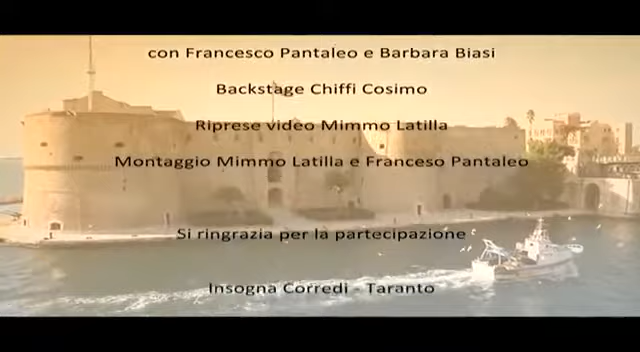 con Francesco Pantaleo e Barbara Biasi
Backstage Chiffi Cosimo
Riprese video Mimmo Latilla
Montaggio Mimmo Latilla e Franceso Pantaleo
Si ringrazia per la partecipazione
Insogna Corredi - Taranto